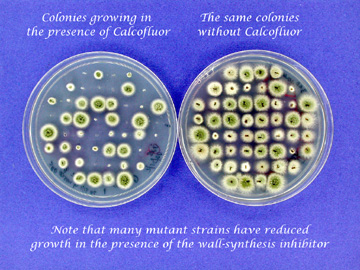 Colonies growing in
the presence of Calcofluor
The same colonies
without Calcofluor
Note that many mutant strains have reduced
growth in the presence of the wall-synthesis inhibitor